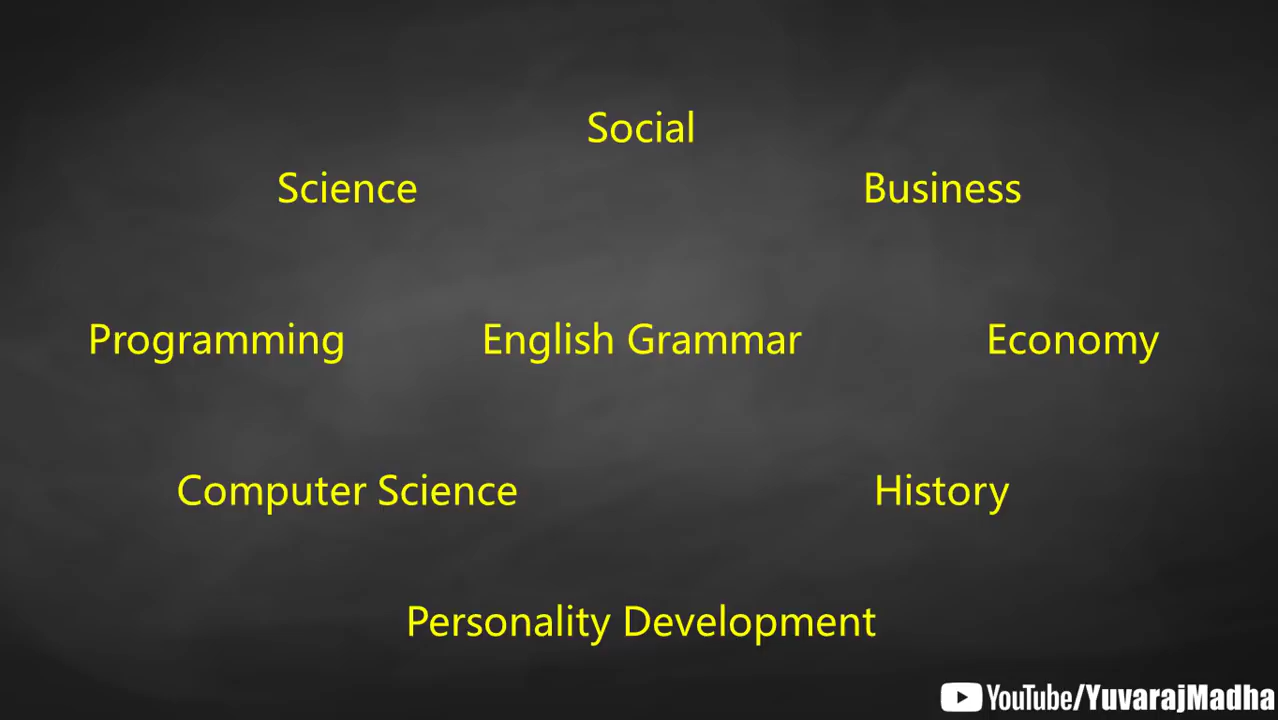 Social
Science
Business
Programming
English Grammar
Economy
Computer Science
History
Personality Development
YouTube/YuvarajMadha